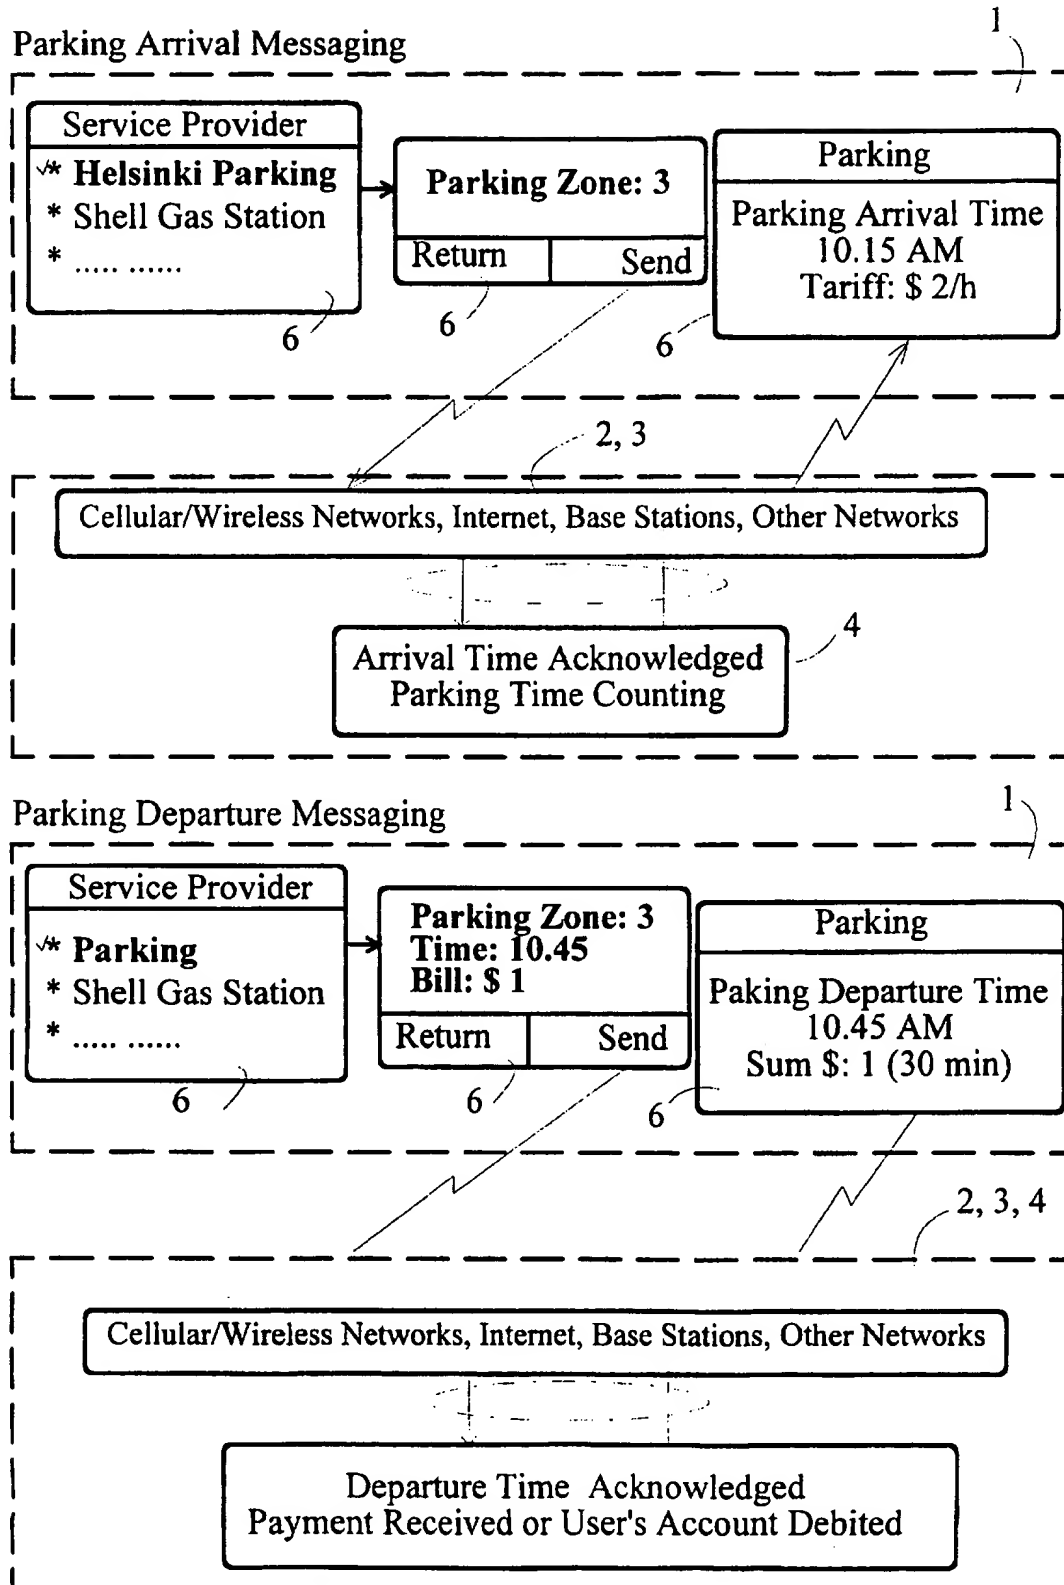 1
Parking Arrival Messaging
Service Provider
√* Helsinki Parking
* Shell Gas Station
* ..... ......
6
Parking Zone: 3
Return
Send
6
Parking
Parking Arrival Time
10.15 AM
Tariff: $ 2/h
6
2, 3
Cellular/Wireless Networks, Internet, Base Stations, Other Networks
4
Arrival Time Acknowledged
Parking Time Counting
Parking Departure Messaging
1
Service Provider
√* Parking
* Shell Gas Station
* ..... ......
6
Parking Zone: 3
Time: 10.45
Bill: $ 1
Return
Send
6
Parking
Paking Departure Time
10.45 AM
Sum $: 1 (30 min)
6
2, 3, 4
Cellular/Wireless Networks, Internet, Base Stations, Other Networks
Departure Time Acknowledged
Payment Received or User's Account Debited